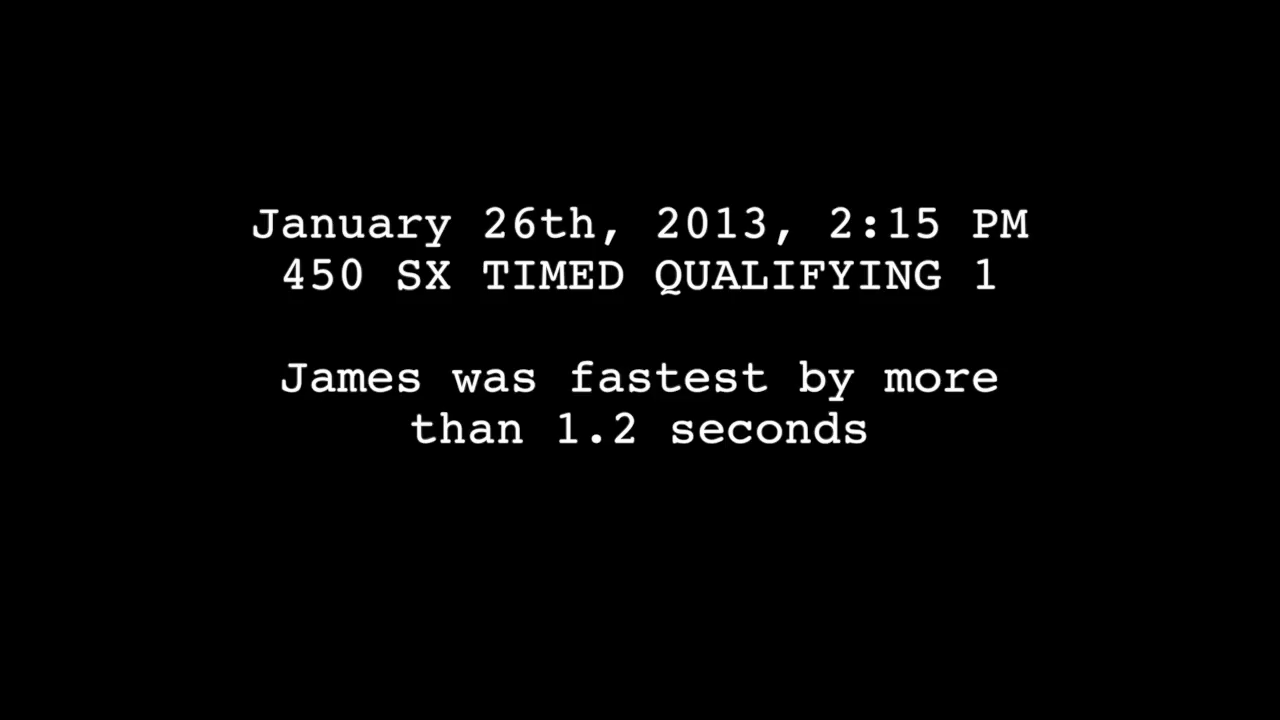 January 26th, 2013, 2:15 PM
450 SX TIMED QUALIFYING 1
James was fastest by more
than 1.2 seconds